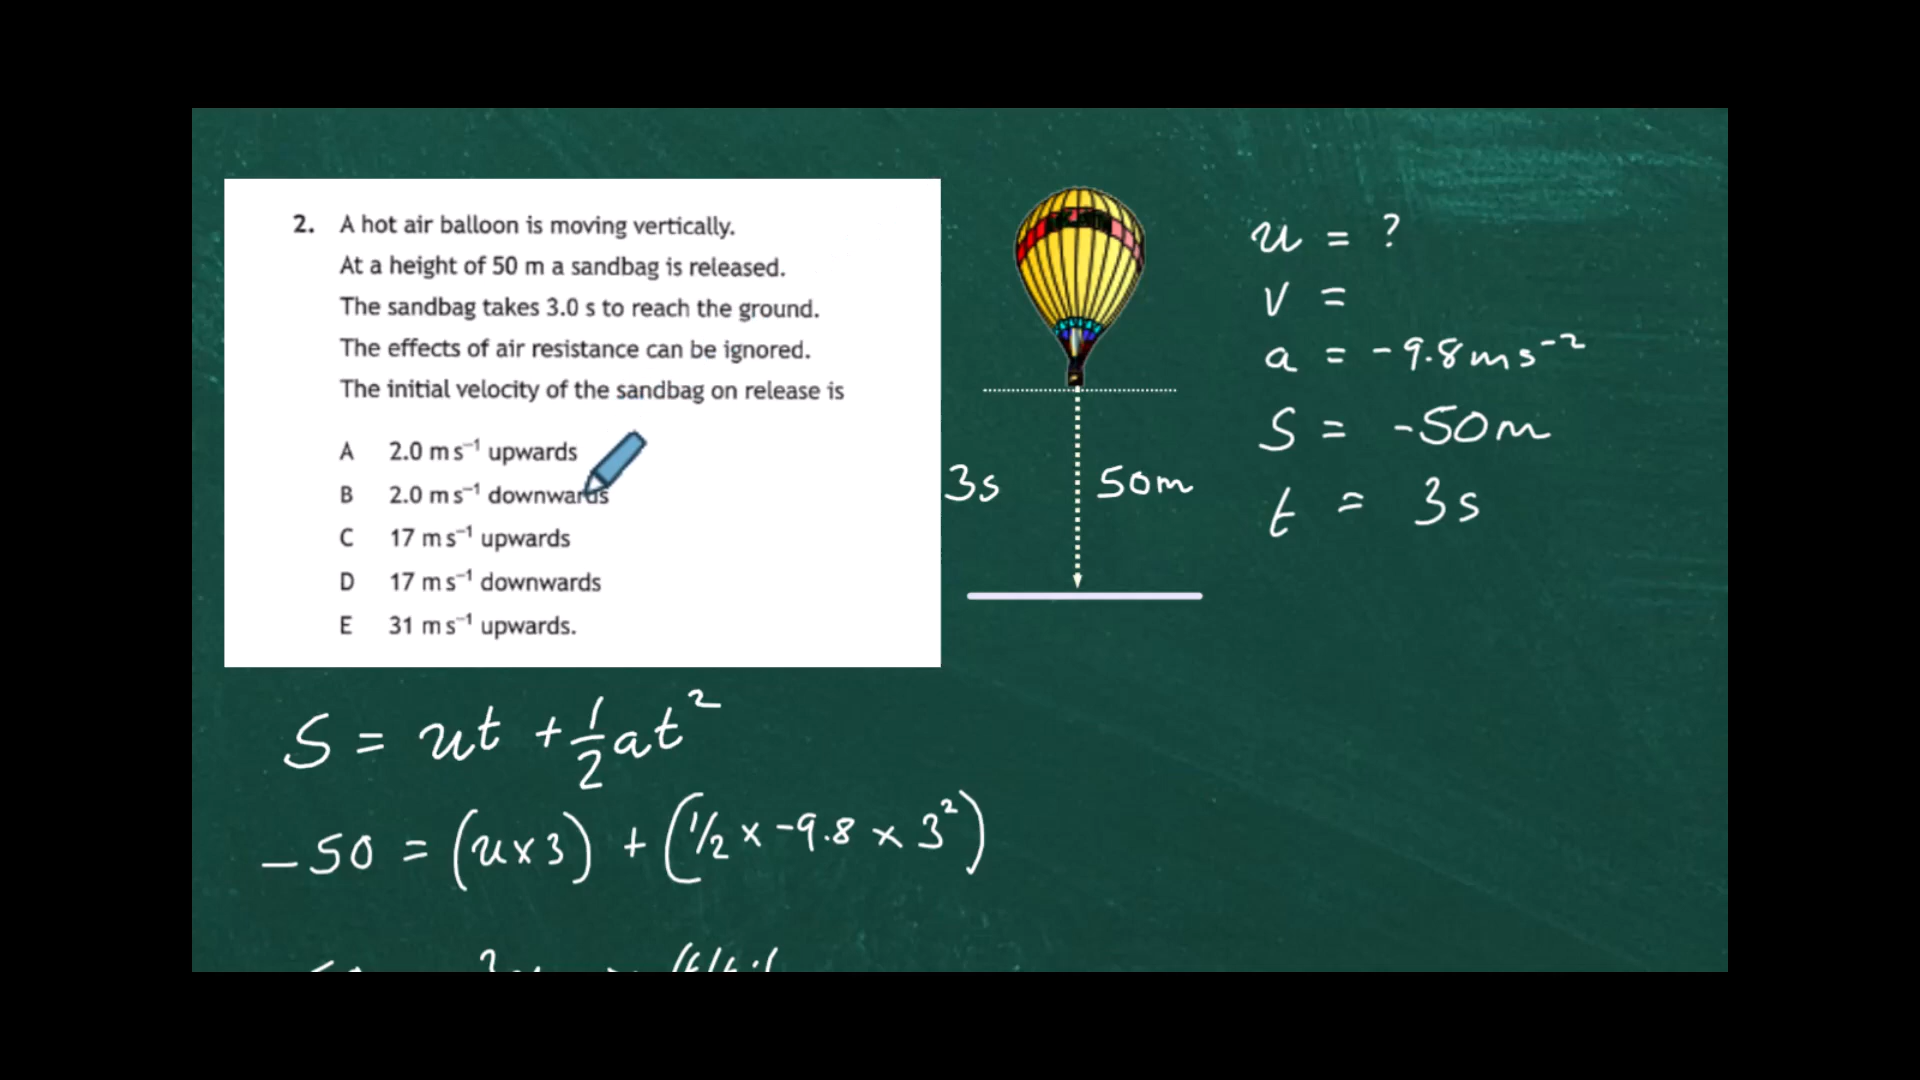 2. A hot air balloon is moving vertically.
At a height of 50 m a sandbag is released.
The sandbag takes 3.0 s to reach the ground.
The effects of air resistance can be ignored.
The initial velocity of the sandbag on release is
A 2.0 m s⁻¹ upwards
B 2.0 m s⁻¹ downwards
C 17 m s⁻¹ upwards
D 17 m s⁻¹ downwards
E 31 m s⁻¹ upwards.
3s
50m
u = ?
v =
a = -9.8ms⁻²
s = -50m
t = 3s
s = ut + ½at²
-50 = (u×3) + (½ × -9.8 × 3²)